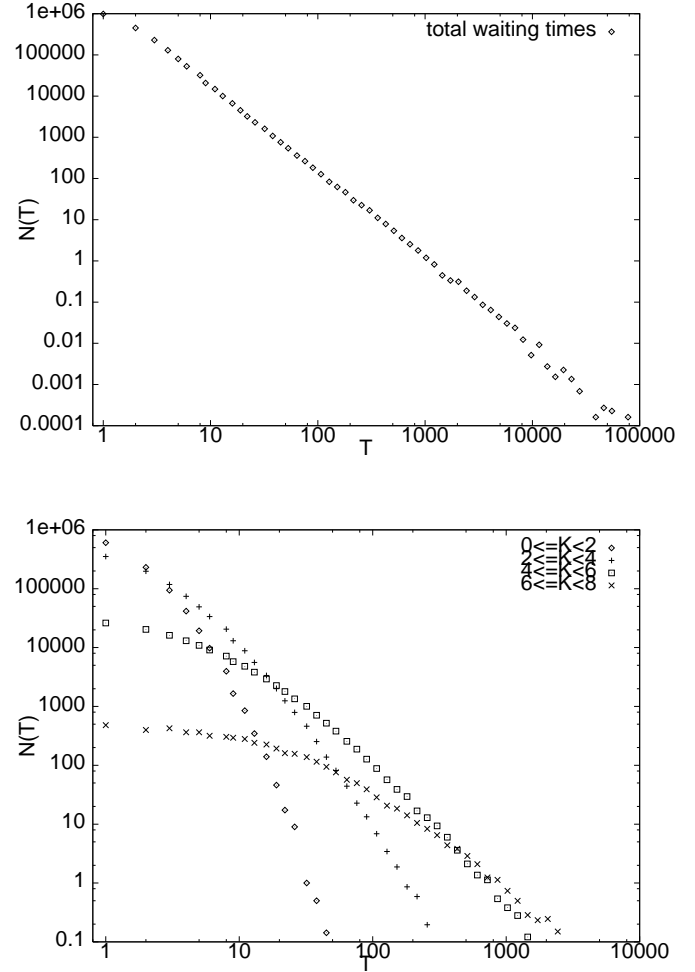 1e+06
total waiting times
100000
10000
1000
100
10
1
0.1
0.01
0.001
0.0001
N(T)
1 10 100 1000 10000 100000
T
1e+06
0<=K<2
2<=K<4
4<=K<6
6<=K<8
100000
10000
1000
100
10
1
0.1
N(T)
1 10 100 1000 10000
T